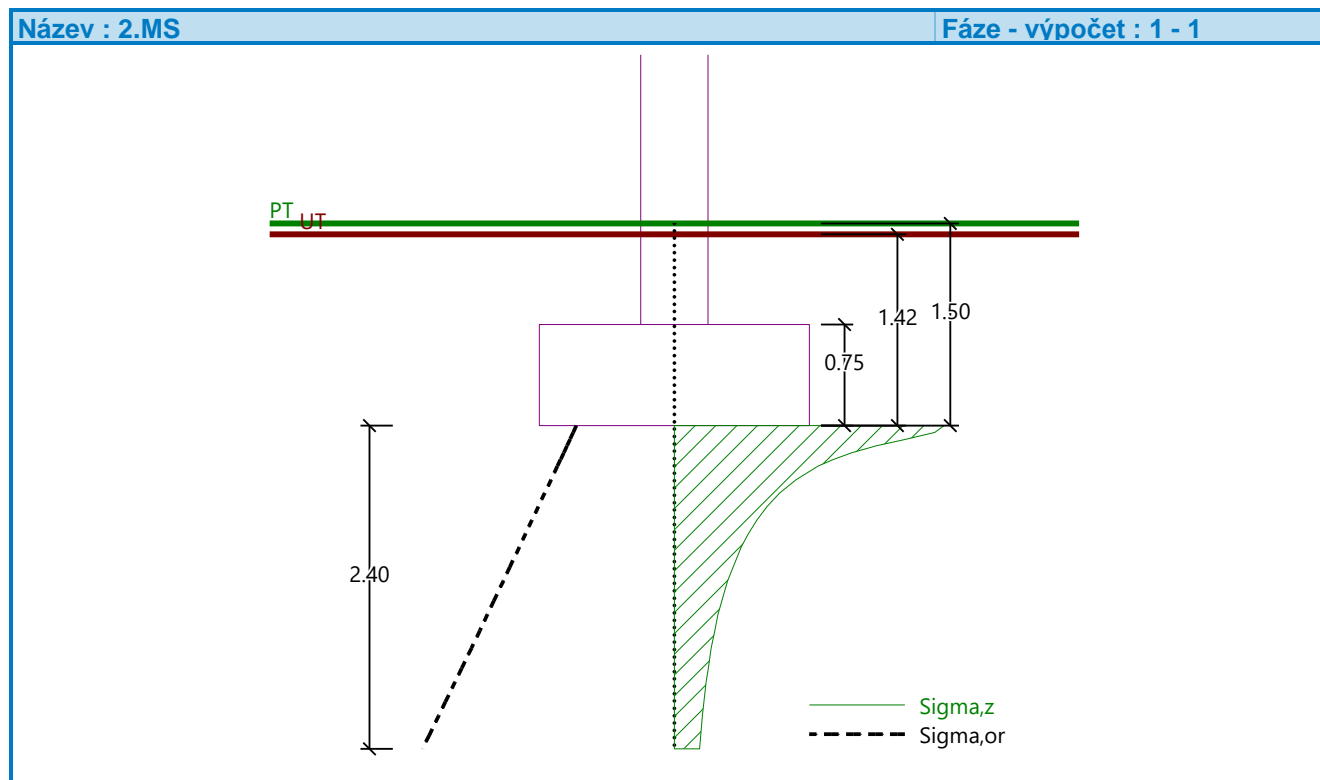 Název : 2.MS
Fáze - výpočet : 1 - 1
PT
UT
1.50
1.42
0.75
2.40
Sigma,z
Sigma,or